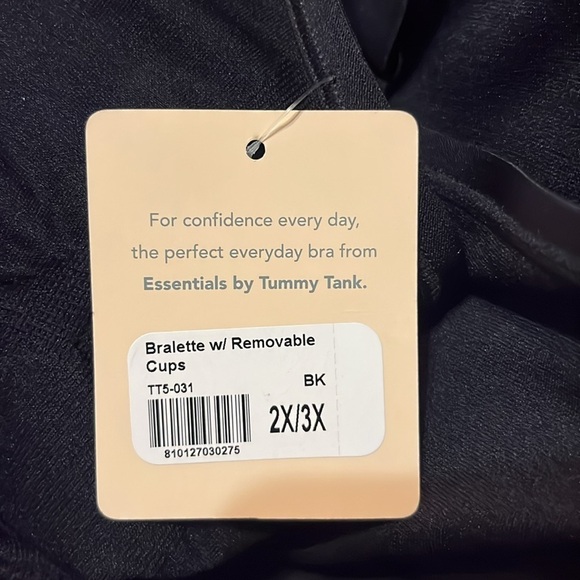 For confidence every day,
the perfect everyday bra from
Essentials by Tummy Tank.
Bralette w/ Removable
Cups
TT5-031
BK
2X/3X
810127030275